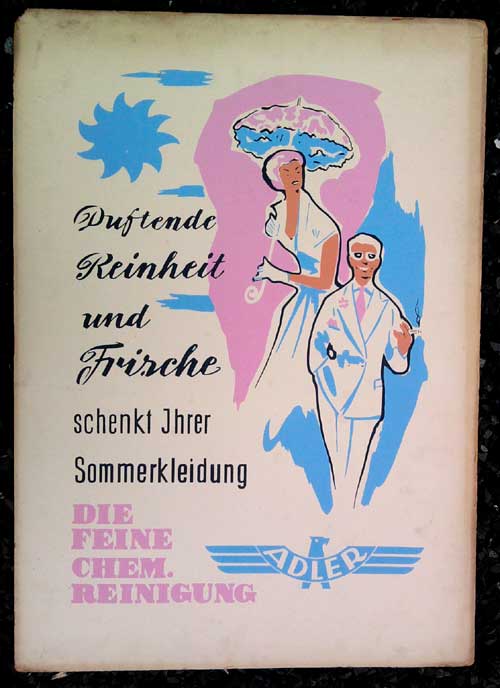 Duftende
Reinheit
und
Frische
schenkt Jhrer
Sommerkleidung
DIE
FEINE
CHEM.
REINIGUNG
ADLER